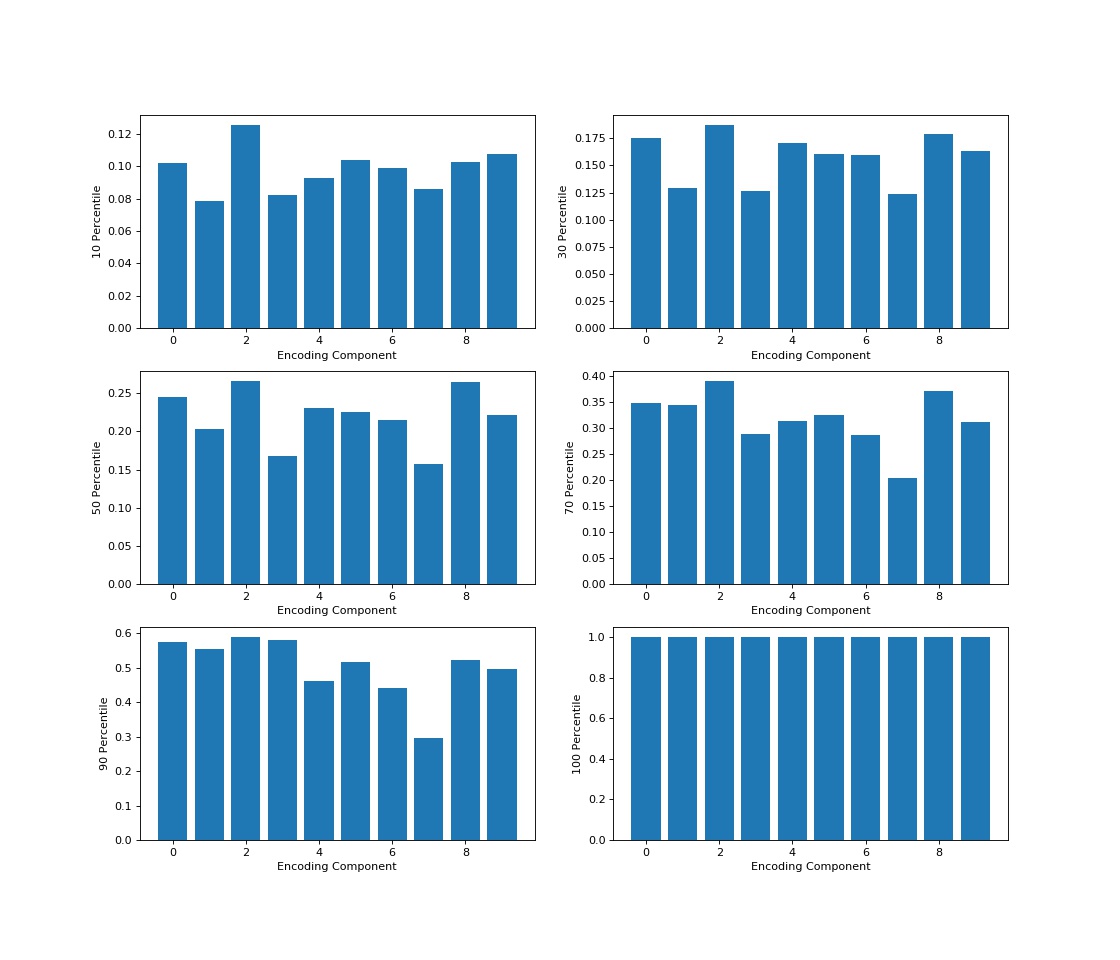 0.12
0.10
0.08
0.06
0.04
0.02
0.00
10 Percentile
0 2 4 6 8
Encoding Component
0.175
0.150
0.125
0.100
0.075
0.050
0.025
0.000
30 Percentile
0 2 4 6 8
Encoding Component
0.25
0.20
0.15
0.10
0.05
0.00
50 Percentile
0 2 4 6 8
Encoding Component
0.40
0.35
0.30
0.25
0.20
0.15
0.10
0.05
0.00
70 Percentile
0 2 4 6 8
Encoding Component
0.6
0.5
0.4
0.3
0.2
0.1
0.0
90 Percentile
0 2 4 6 8
Encoding Component
1.0
0.8
0.6
0.4
0.2
0.0
100 Percentile
0 2 4 6 8
Encoding Component